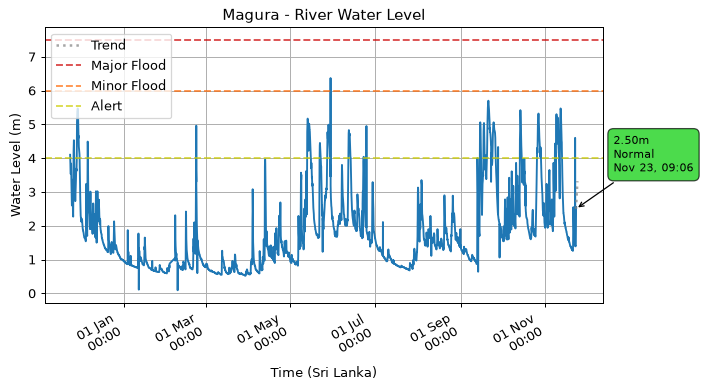 Magura - River Water Level
Trend
Major Flood
Minor Flood
Alert
7
6
5
4
3
2
1
0
Water Level (m)
2.50m
Normal
Nov 23, 09:06
01 Jan
00:00
01 Mar
00:00
01 May
00:00
01 Jul
00:00
01 Sep
00:00
01 Nov
00:00
Time (Sri Lanka)